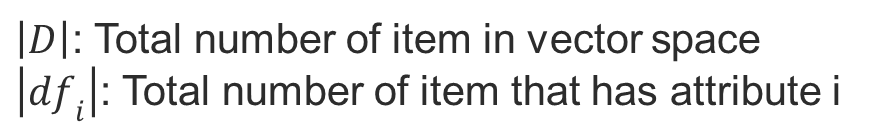 |D|: Total number of item in vector space
|df_i|: Total number of item that has attribute i